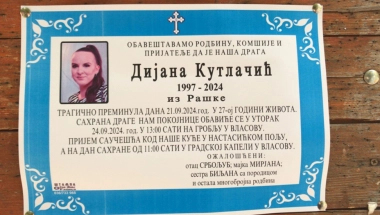 ОБАВЕШТАВАМО РОДБИНУ, КОМШИЈЕ И
ПРИЈАТЕЉЕ ДА ЈЕ НАША ДРАГА
Дијана Кутлачић
1997 - 2024
из Рашке
ТРАГИЧНО ПРЕМИНУЛА ДАНА 21.09.2024.год. У 27-ој ГОДИНИ ЖИВОТА.
САХРАНА ДРАГЕ НАМ ПОКОЈНИЦЕ ОБАВИЋЕ СЕ У УТОРАК
24.09.2024. год. У 13:00 САТИ НА ГРОБЉУ У ВЛАСОВУ.
ПРИЈЕМ САУЧЕШЋА КОД НАШЕ КУЋЕ У НАСТАСИЋКОМ ПОЉУ,
А НА ДАН САХРАНЕ ОД 11:00 САТИ У ГРАДСКОЈ КАПЕЛИ У ВЛАСОВУ.
ОЖАЛОШЋЕНИ:
отац СРБОЉУБ; мајка МИРЈАНА;
сестра БИЉАНА са породицом
и остала многобројна родбина